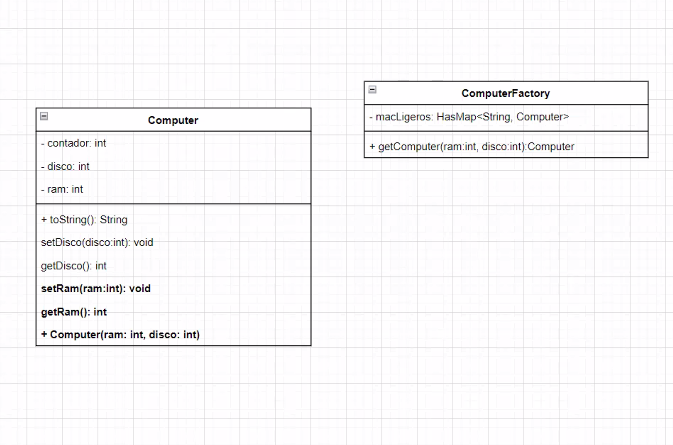 Computer
- contador: int
- disco: int
- ram: int
+ toString(): String
setDisco(disco:int): void
getDisco(): int
setRam(ram:int): void
getRam(): int
+ Computer(ram: int, disco: int)
ComputerFactory
- macLigeros: HasMap<String, Computer>
+ getComputer(ram:int, disco:int):Computer